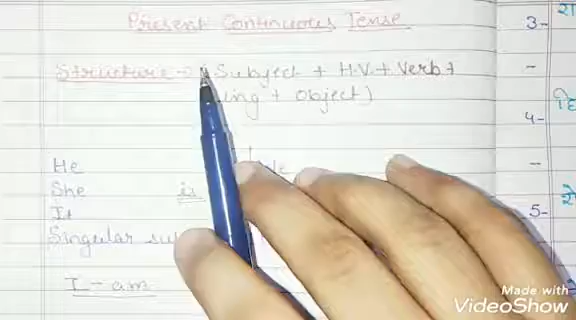 Present Continuous Tense
Structure → Subject + H.V + Verb +
ing + Object)
He
She is
It
Singular
I - am
3-
-
4-
-
5-
Made with
VideoShow